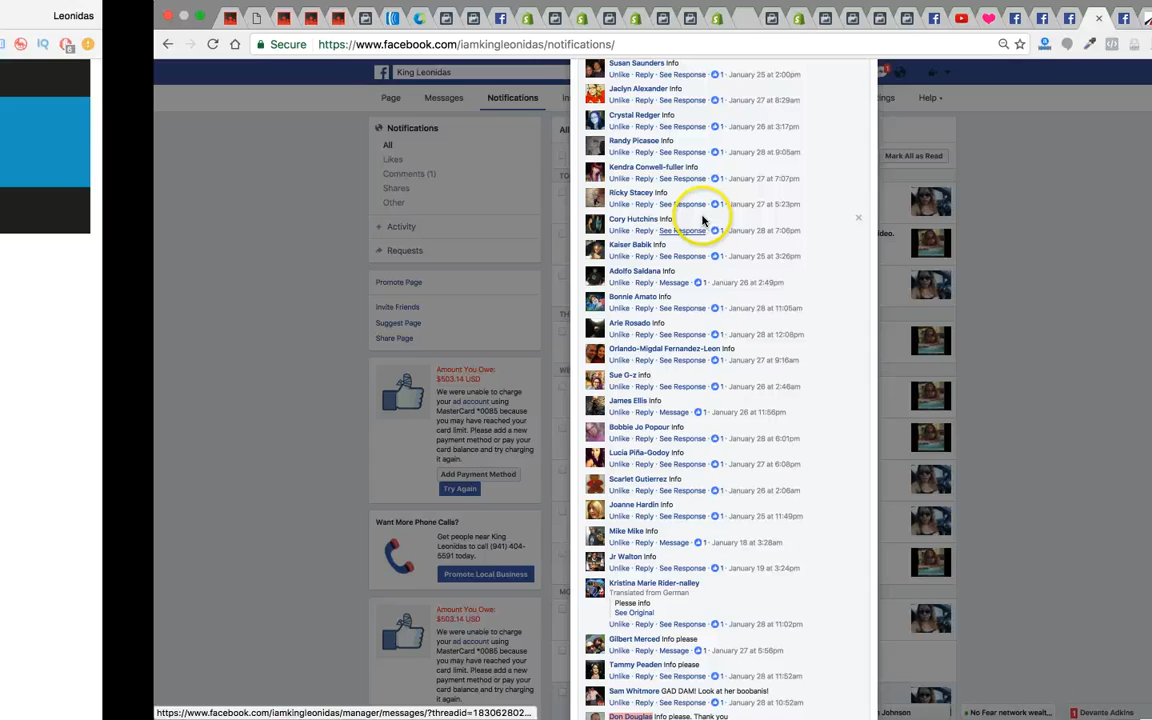 Leonidas
Secure
https://www.facebook.com/iamkingleonidas/notifications/
King Leonidas
Page
Messages
Notifications
Help
Notifications
All
Likes
Comments (1)
Shares
Other
Activity
Requests
Promote Page
Invite Friends
Suggest Page
Share Page
Amount You Owe:
$503.14 USD
We were unable to
charge your ad account using
MasterCard *0085 because
you may have reached your
card limit. Please add a new
payment method or pay your
card balance and try charging
it again.
Add Payment Method
Try Again
Want More Phone Calls?
Get people near King
Leonidas to call (941) 404-
5591 today.
Promote Local Business
Amount You Owe:
$503.14 USD
We were unable to charge
your ad account using
MasterCard *0085 because
you may have reached your
card limit. Please add a new
payment method or pay your
card balance and try charging
it again.
Susan Saunders Info
Unlike · Reply · See Response · 1 · January 25 at 2:00pm
Jaclyn Alexander Info
Unlike · Reply · See Response · 1 · January 27 at 8:29am
Crystal Redger Info
Unlike · Reply · See Response · 1 · January 26 at 3:17pm
Randy Picasoe Info
Unlike · Reply · See Response · 1 · January 28 at 9:05am
Kendra Conwell-fuller Info
Unlike · Reply · See Response · 1 · January 27 at 7:07pm
Ricky Stacey Info
Unlike · Reply · See Response · 1 · January 27 at 5:23pm
Cory Hutchins Info
Unlike · Reply · See Response · 1 · January 28 at 7:06pm
Kaiser Babik Info
Unlike · Reply · See Response · 1 · January 25 at 3:26pm
Adolfo Saldana Info
Unlike · Reply · Message · 1 · January 26 at 2:49pm
Bonnie Amato Info
Unlike · Reply · See Response · 1 · January 28 at 11:05am
Arie Rosado Info
Unlike · Reply · See Response · 1 · January 28 at 12:08pm
Orlando-Migdal Fernandez-Leon Info
Unlike · Reply · See Response · 1 · January 27 at 9:16am
Sue G-z Info
Unlike · Reply · See Response · 1 · January 26 at 2:46am
James Ellis Info
Unlike · Reply · Message · 1 · January 26 at 11:56pm
Bobbie Jo Popour Info
Unlike · Reply · See Response · 1 · January 28 at 6:01pm
Lucia Piña-Godoy Info
Unlike · Reply · See Response · 1 · January 27 at 6:08pm
Scarlet Gutierrez Info
Unlike · Reply · See Response · 1 · January 26 at 2:06am
Joanne Hardin Info
Unlike · Reply · See Response · 1 · January 25 at 11:49pm
Mike Mike Info
Unlike · Reply · Message · 1 · January 18 at 3:28am
Jr Walton Info
Unlike · Reply · See Response · 1 · January 19 at 3:24pm
Kristina Marie Rider-nalley
Translated from German
Please info
See Original
Unlike · Reply · See Response · 1 · January 28 at 11:02pm
Gilbert Merced Info please
Unlike · Reply · Message · 1 · January 27 at 5:56pm
Tammy Peaden Info please
Unlike · Reply · See Response · 1 · January 28 at 11:52am
Sam Whitmore GAD DAM! Look at her boobanis!
Unlike · Reply · See Response · 1 · January 28 at 10:52am
Don Douglas Info please. Thank you
Mark All as Read
https://www.facebook.com/iamkingleonidas/manager/messages/?threadid=183062802...
Johnson
No Fear network wealt...
Devante Adkins